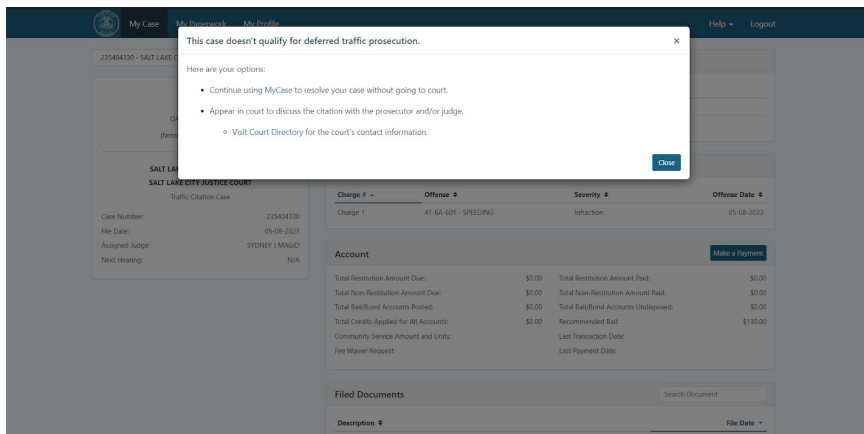 My Case My Paperwork My Profile Help Logout
This case doesn't qualify for deferred traffic prosecution. ×
Here are your options:
Continue using MyCase to resolve your case without going to court.
Appear in court to discuss the citation with the prosecutor and/or judge.
Visit Court Directory for the court's contact information.
Close
235404330 - SALT LAKE C
SALT LAKE CITY JUSTICE COURT
Traffic Citation Case
Case Number: 235404330
File Date: 05-08-2023
Assigned Judge: SYDNEY J MAGID
Next Hearing: N/A
Charge # Offense Severity Offense Date
Charge 1 41-6A-601 - SPEEDING Infraction 05-08-2023
Account Make a Payment
Total Restitution Amount Due: $0.00 Total Restitution Amount Paid: $0.00
Total Non-Restitution Amount Due: $0.00 Total Non-Restitution Amount Paid: $0.00
Total Bail/Bond Accounts Posted: $0.00 Total Bail/Bond Accounts Undisposed: $0.00
Total Credits Applied for All Accounts: $0.00 Recommended Bail: $130.00
Community Service Amount and Units: Last Transaction Date:
Fee Waiver Request: Last Payment Date:
Filed Documents Search Document
Description File Date